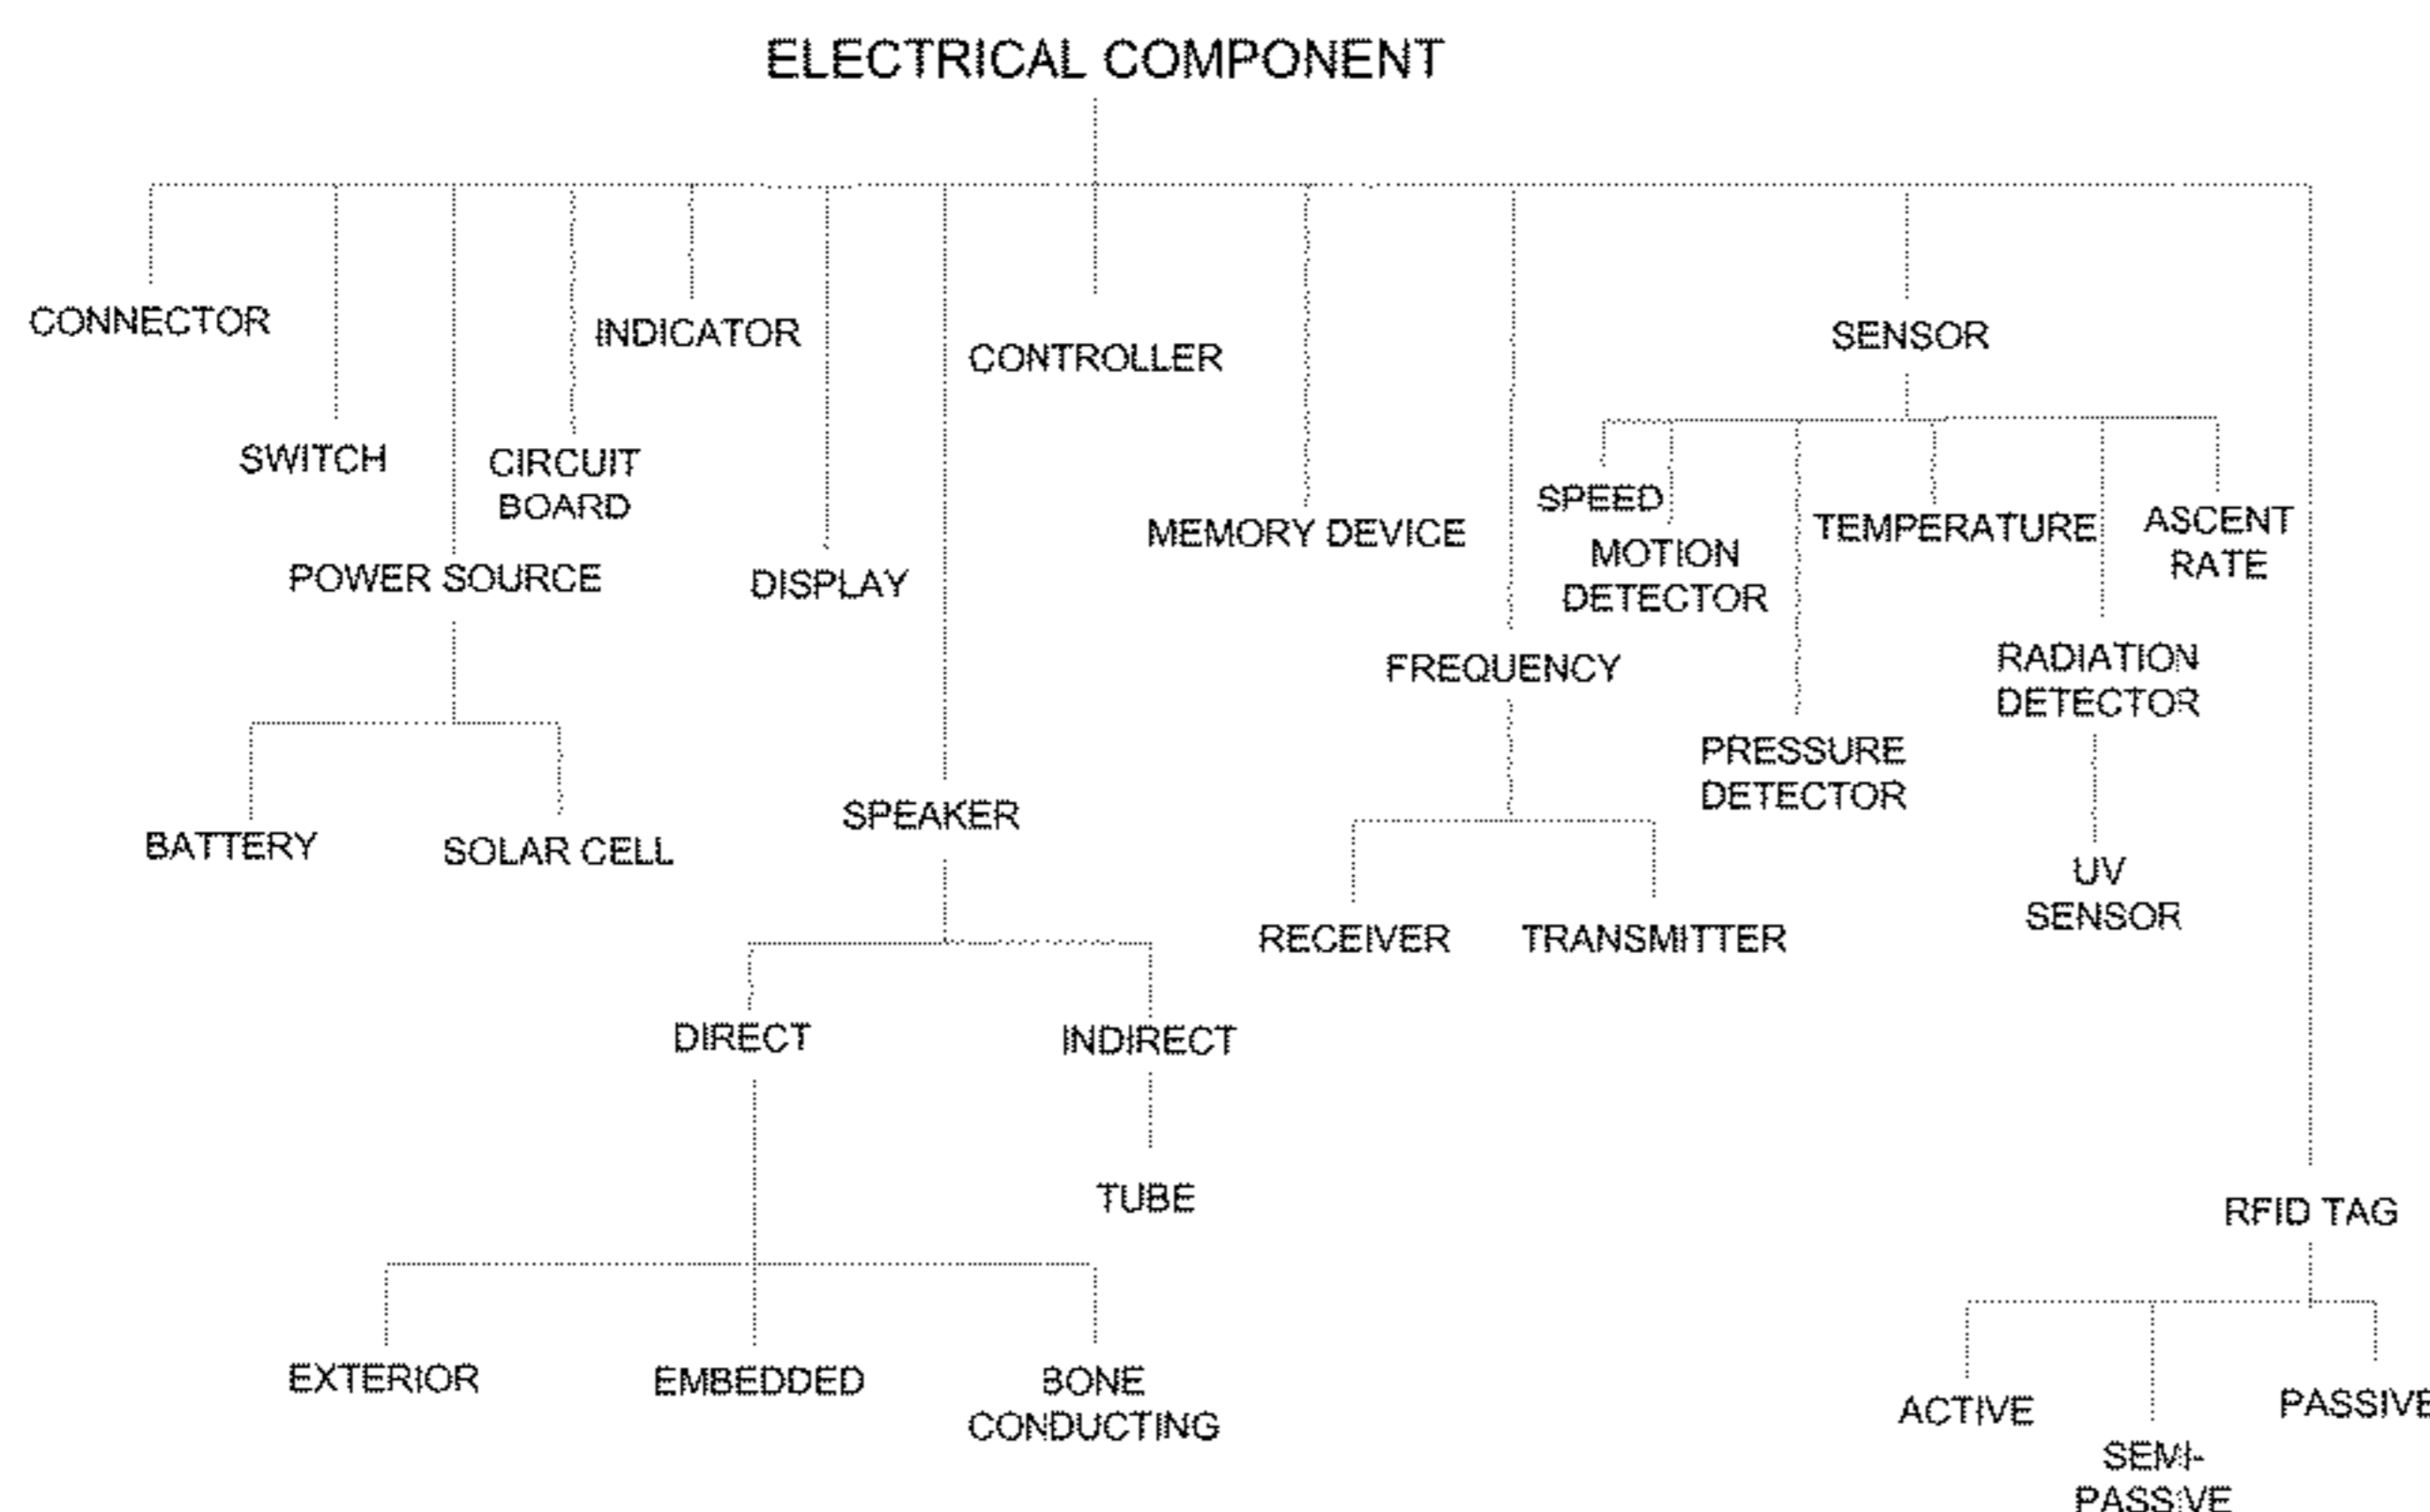 ELECTRICAL COMPONENT
CONNECTOR
INDICATOR
CONTROLLER
SENSOR
SWITCH
CIRCUIT
BOARD
POWER SOURCE
DISPLAY
MEMORY DEVICE
SPEED
MOTION
DETECTOR
TEMPERATURE
ASCENT
RATE
FREQUENCY
RADIATION
DETECTOR
PRESSURE
DETECTOR
BATTERY
SOLAR CELL
SPEAKER
UV
SENSOR
RECEIVER
TRANSMITTER
DIRECT
INDIRECT
TUBE
RFID TAG
EXTERIOR
EMBEDDED
BONE
CONDUCTING
ACTIVE
PASSIVE
SEMI-
PASSIVE